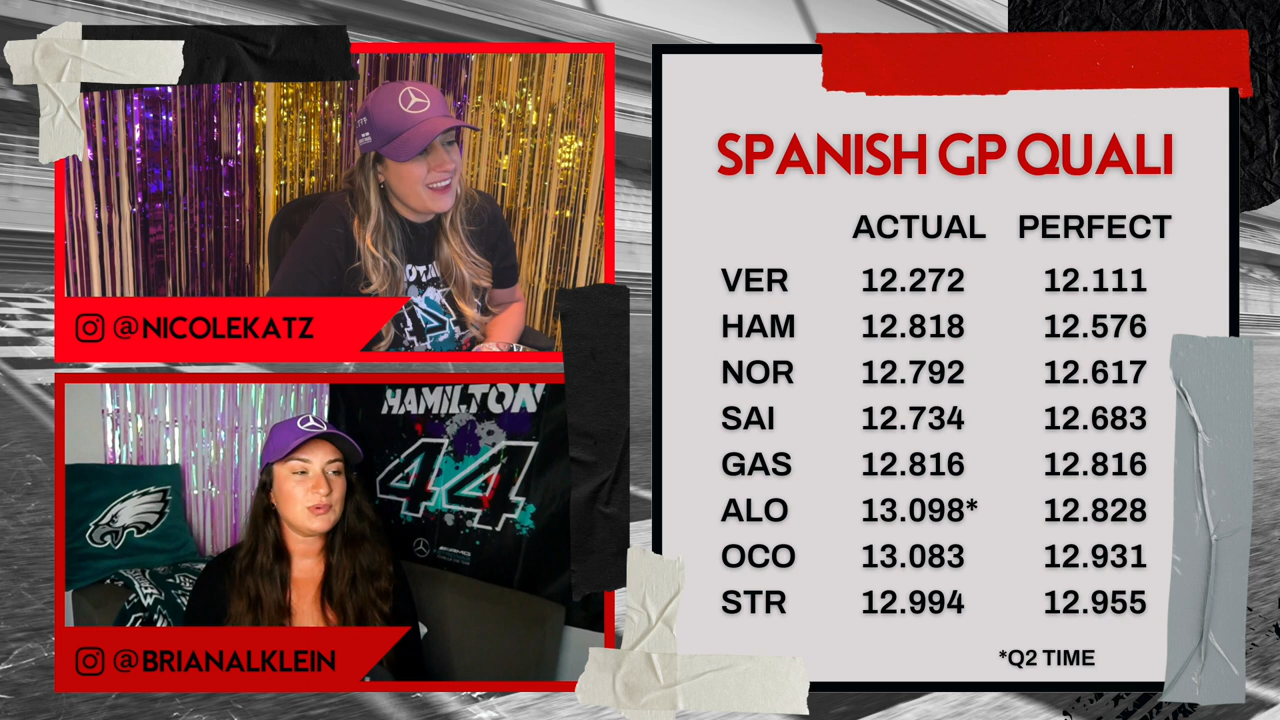 @NICOLEKATZ
HAMILTON
44
@BRIANALKLEIN
SPANISH GP QUALI
ACTUAL PERFECT
VER 12.272 12.111
HAM 12.818 12.576
NOR 12.792 12.617
SAI 12.734 12.683
GAS 12.816 12.816
ALO 13.098* 12.828
OCO 13.083 12.931
STR 12.994 12.955
*Q2 TIME